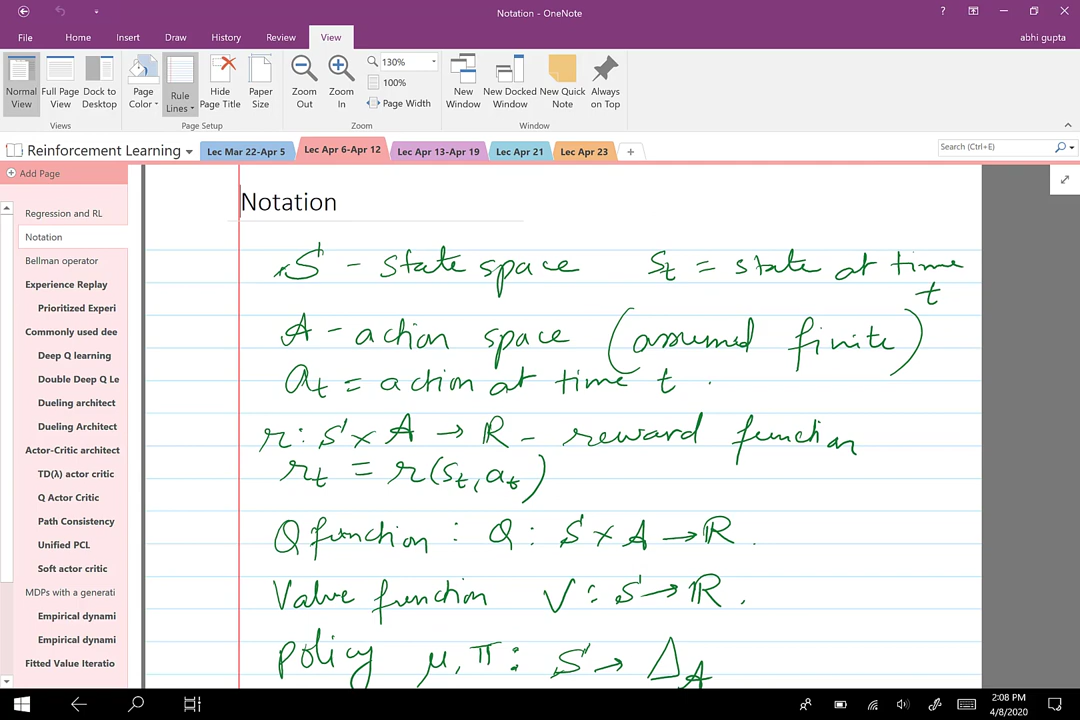 Notation - OneNote
?
abhi gupta
File Home Insert Draw History Review View
Normal View
Full Page View
Dock to Desktop
Views
Page Color
Rule Lines
Hide Page Title
Paper Size
Page Setup
Zoom Out
Zoom In
130%
100%
Page Width
Zoom
New Window
New Docked Window
New Quick Note
Always on Top
Window
Reinforcement Learning
Lec Mar 22-Apr 5
Lec Apr 6-Apr 12
Lec Apr 13-Apr 19
Lec Apr 21
Lec Apr 23
+
Search (Ctrl+E)
Add Page
Regression and RL
Notation
Bellman operator
Experience Replay
Prioritized Experi
Commonly used dee
Deep Q learning
Double Deep Q Le
Dueling architect
Dueling Architect
Actor-Critic architect
TD(λ) actor critic
Q Actor Critic
Path Consistency
Unified PCL
Soft actor critic
MDPs with a generati
Empirical dynami
Empirical dynami
Fitted Value Iteratio
Notation
S - state space s_t = state at time t
A - action space (assumed finite)
a_t = action at time t.
r : S × A → ℝ - reward function
r_t = r(s_t, a_t)
Q function : Q : S × A → ℝ.
Value function V : S → ℝ.
policy μ, π : S → Δ_A
2:08 PM
4/8/2020